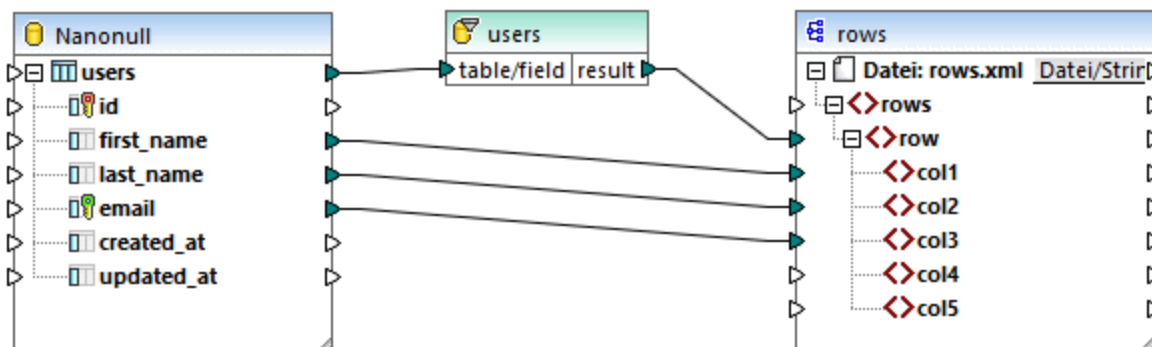 Nanonull
users
id
first_name
last_name
email
created_at
updated_at
users
table/field result
rows
Datei: rows.xml Datei/Strin
rows
row
col1
col2
col3
col4
col5